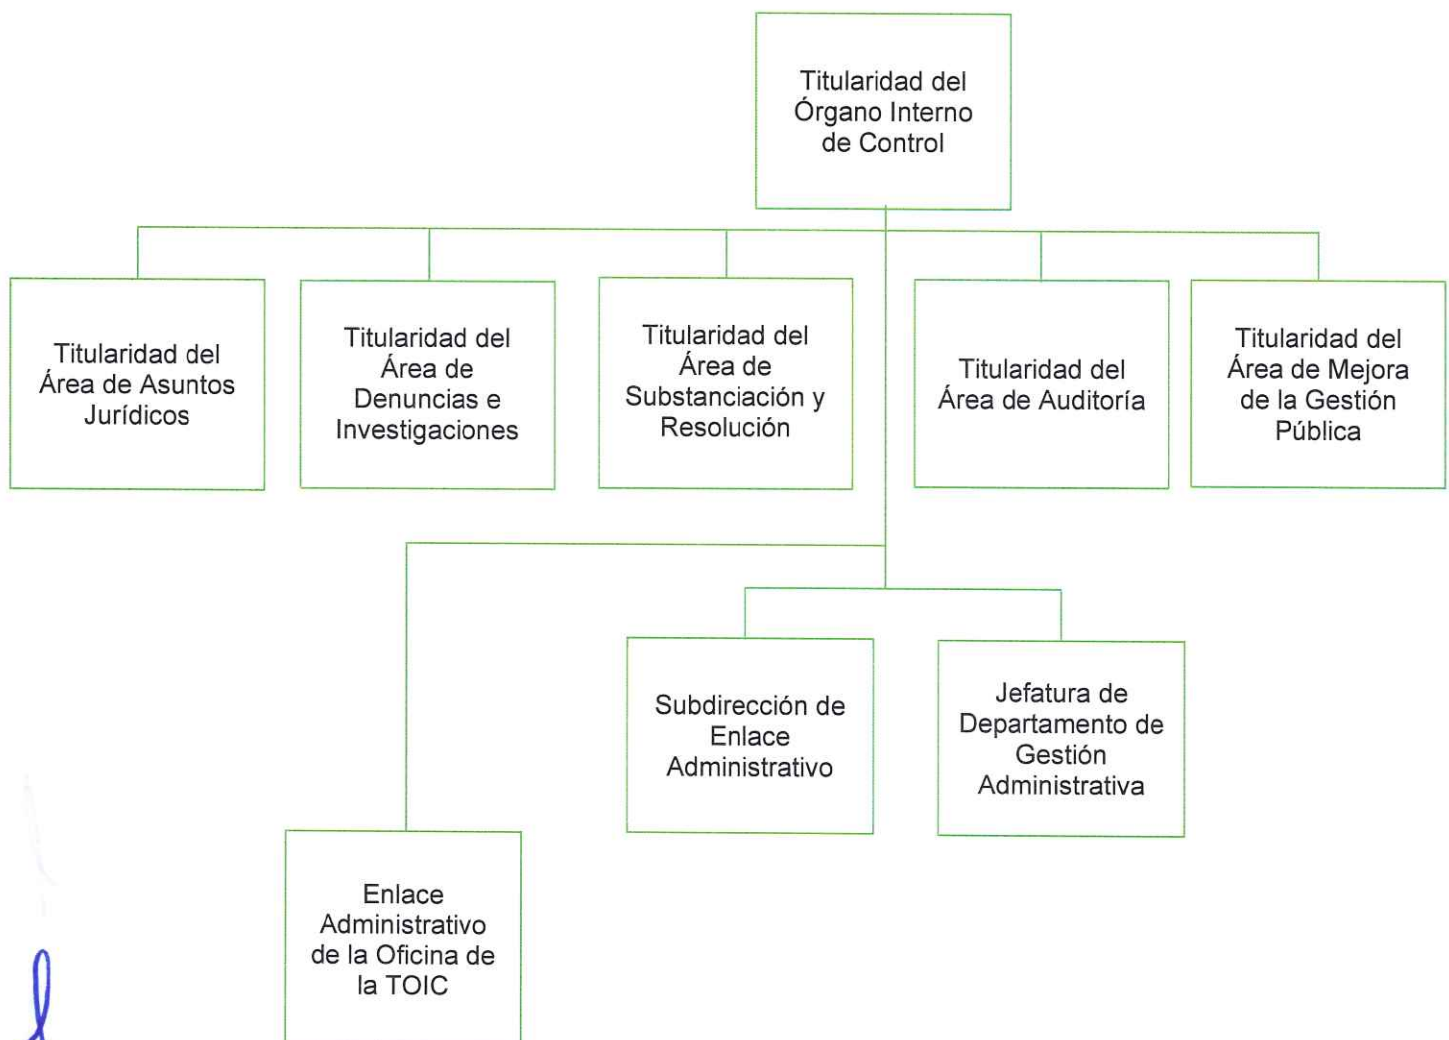 Titularidad del
Órgano Interno
de Control
Titularidad del
Área de Asuntos
Jurídicos
Titularidad del
Área de
Denuncias e
Investigaciones
Titularidad del
Área de
Substanciación y
Resolución
Titularidad del
Área de Auditoría
Titularidad del
Área de Mejora
de la Gestión
Pública
Subdirección de
Enlace
Administrativo
Jefatura de
Departamento de
Gestión
Administrativa
Enlace
Administrativo
de la Oficina de
la TOIC